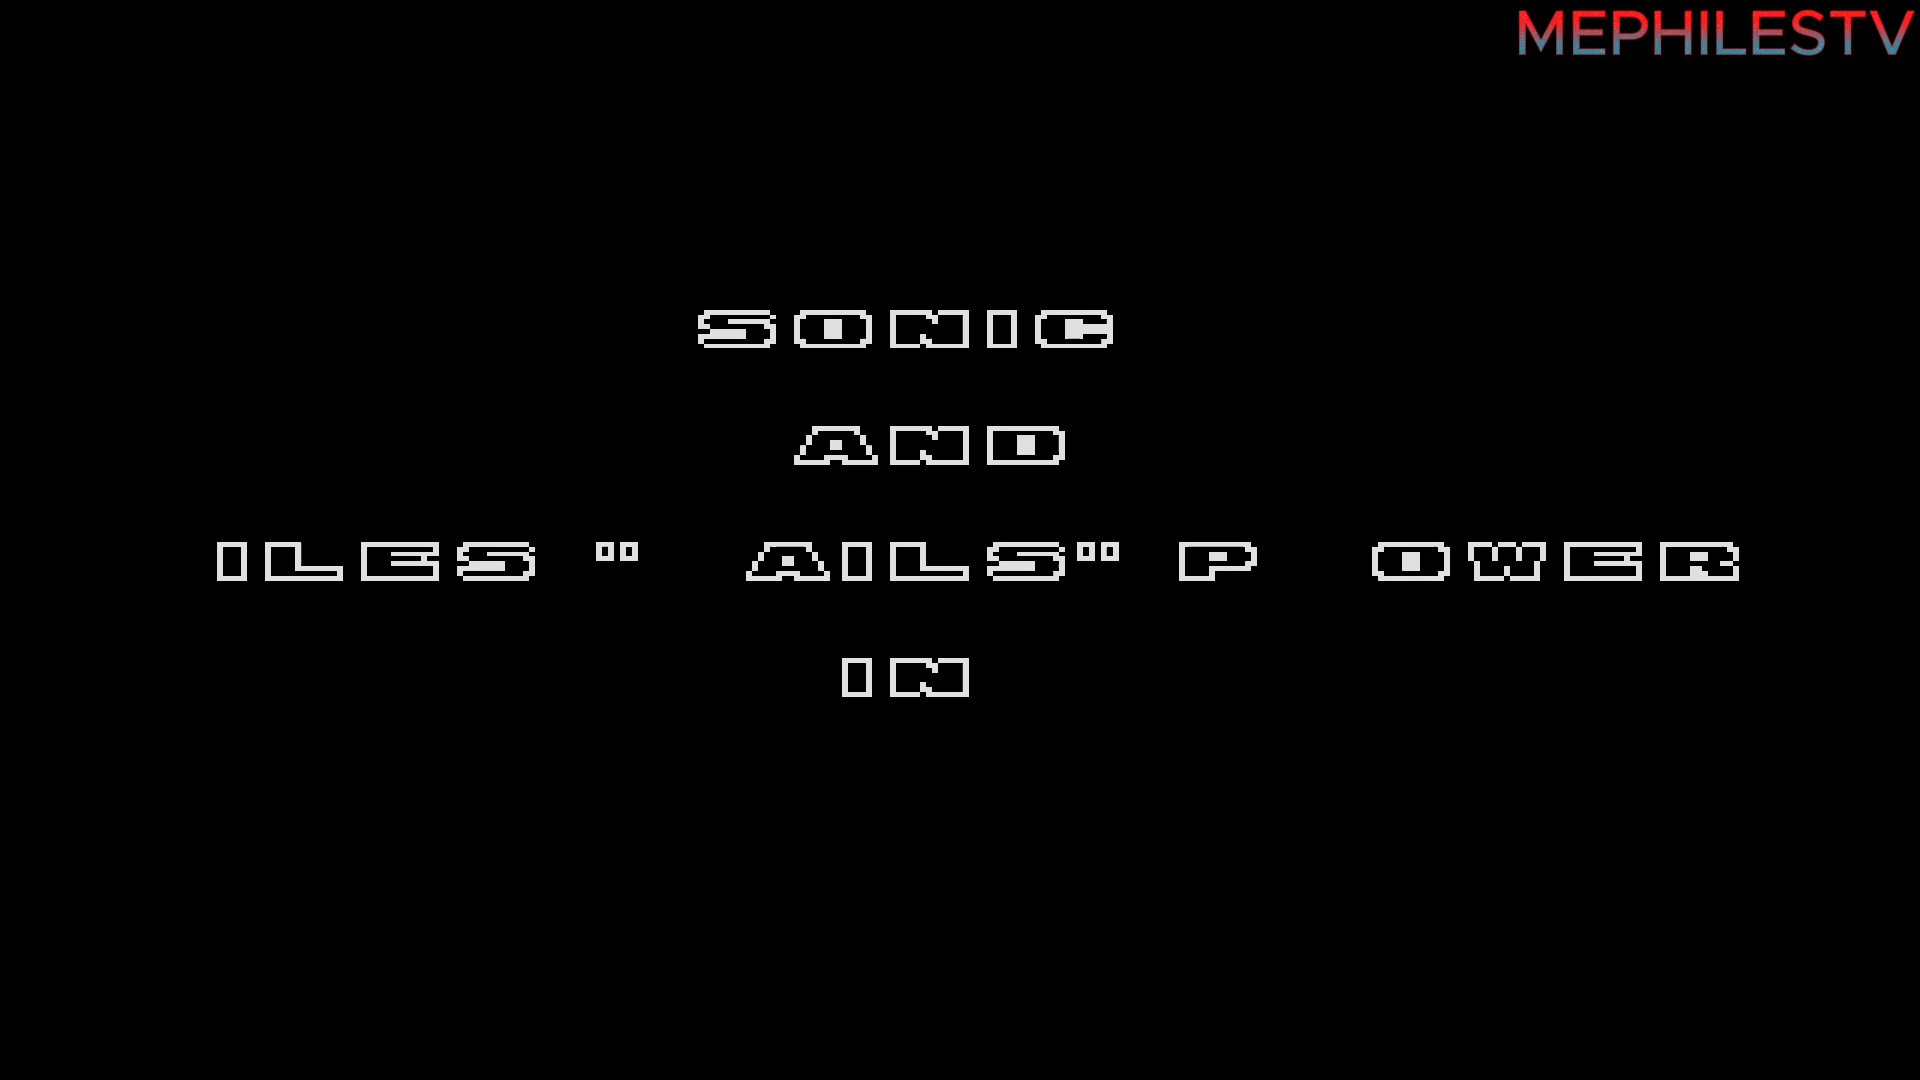 MEPHILESTV
SONIC
AND
ILES " AILS" P OWER
IN